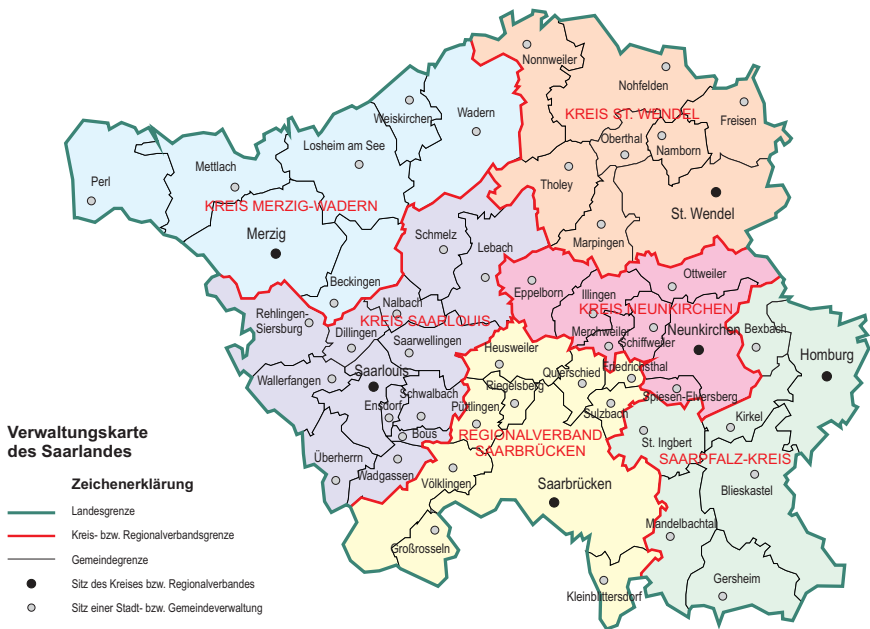 Nonnweiler
Nohfelden
Freisen
Wadern
Weiskirchen
KREIS ST. WENDEL
Oberthal
Namborn
Losheim am See
Mettlach
Perl
Tholey
KREIS MERZIG-WADERN
St. Wendel
Merzig
Schmelz
Marpingen
Lebach
Ottweiler
Beckingen
Eppelborn
Illingen
Nalbach
KREIS NEUNKIRCHEN
Rehlingen-
Siersburg
KREIS SAARLOUIS
Dillingen
Merchweiler
Schiffweiler
Neunkirchen
Bexbach
Saarwellingen
Heusweiler
Homburg
Friedrichsthal
Quierschied
Wallerfangen
Saarlouis
Riegelsberg
Schwalbach
Spiesen-Elversberg
Ensdorf
Püttlingen
Sulzbach
Kirkel
Bous
REGIONALVERBAND
SAARBRÜCKEN
St. Ingbert
SAARPFALZ-KREIS
Überherrn
Wadgassen
Völklingen
Saarbrücken
Blieskastel
Mandelbachtal
Großrosseln
Gersheim
Kleinblittersdorf
Verwaltungskarte
des Saarlandes
Zeichenerklärung
Landesgrenze
Kreis- bzw. Regionalverbandsgrenze
Gemeindegrenze
Sitz des Kreises bzw. Regionalverbandes
Sitz einer Stadt- bzw. Gemeindeverwaltung